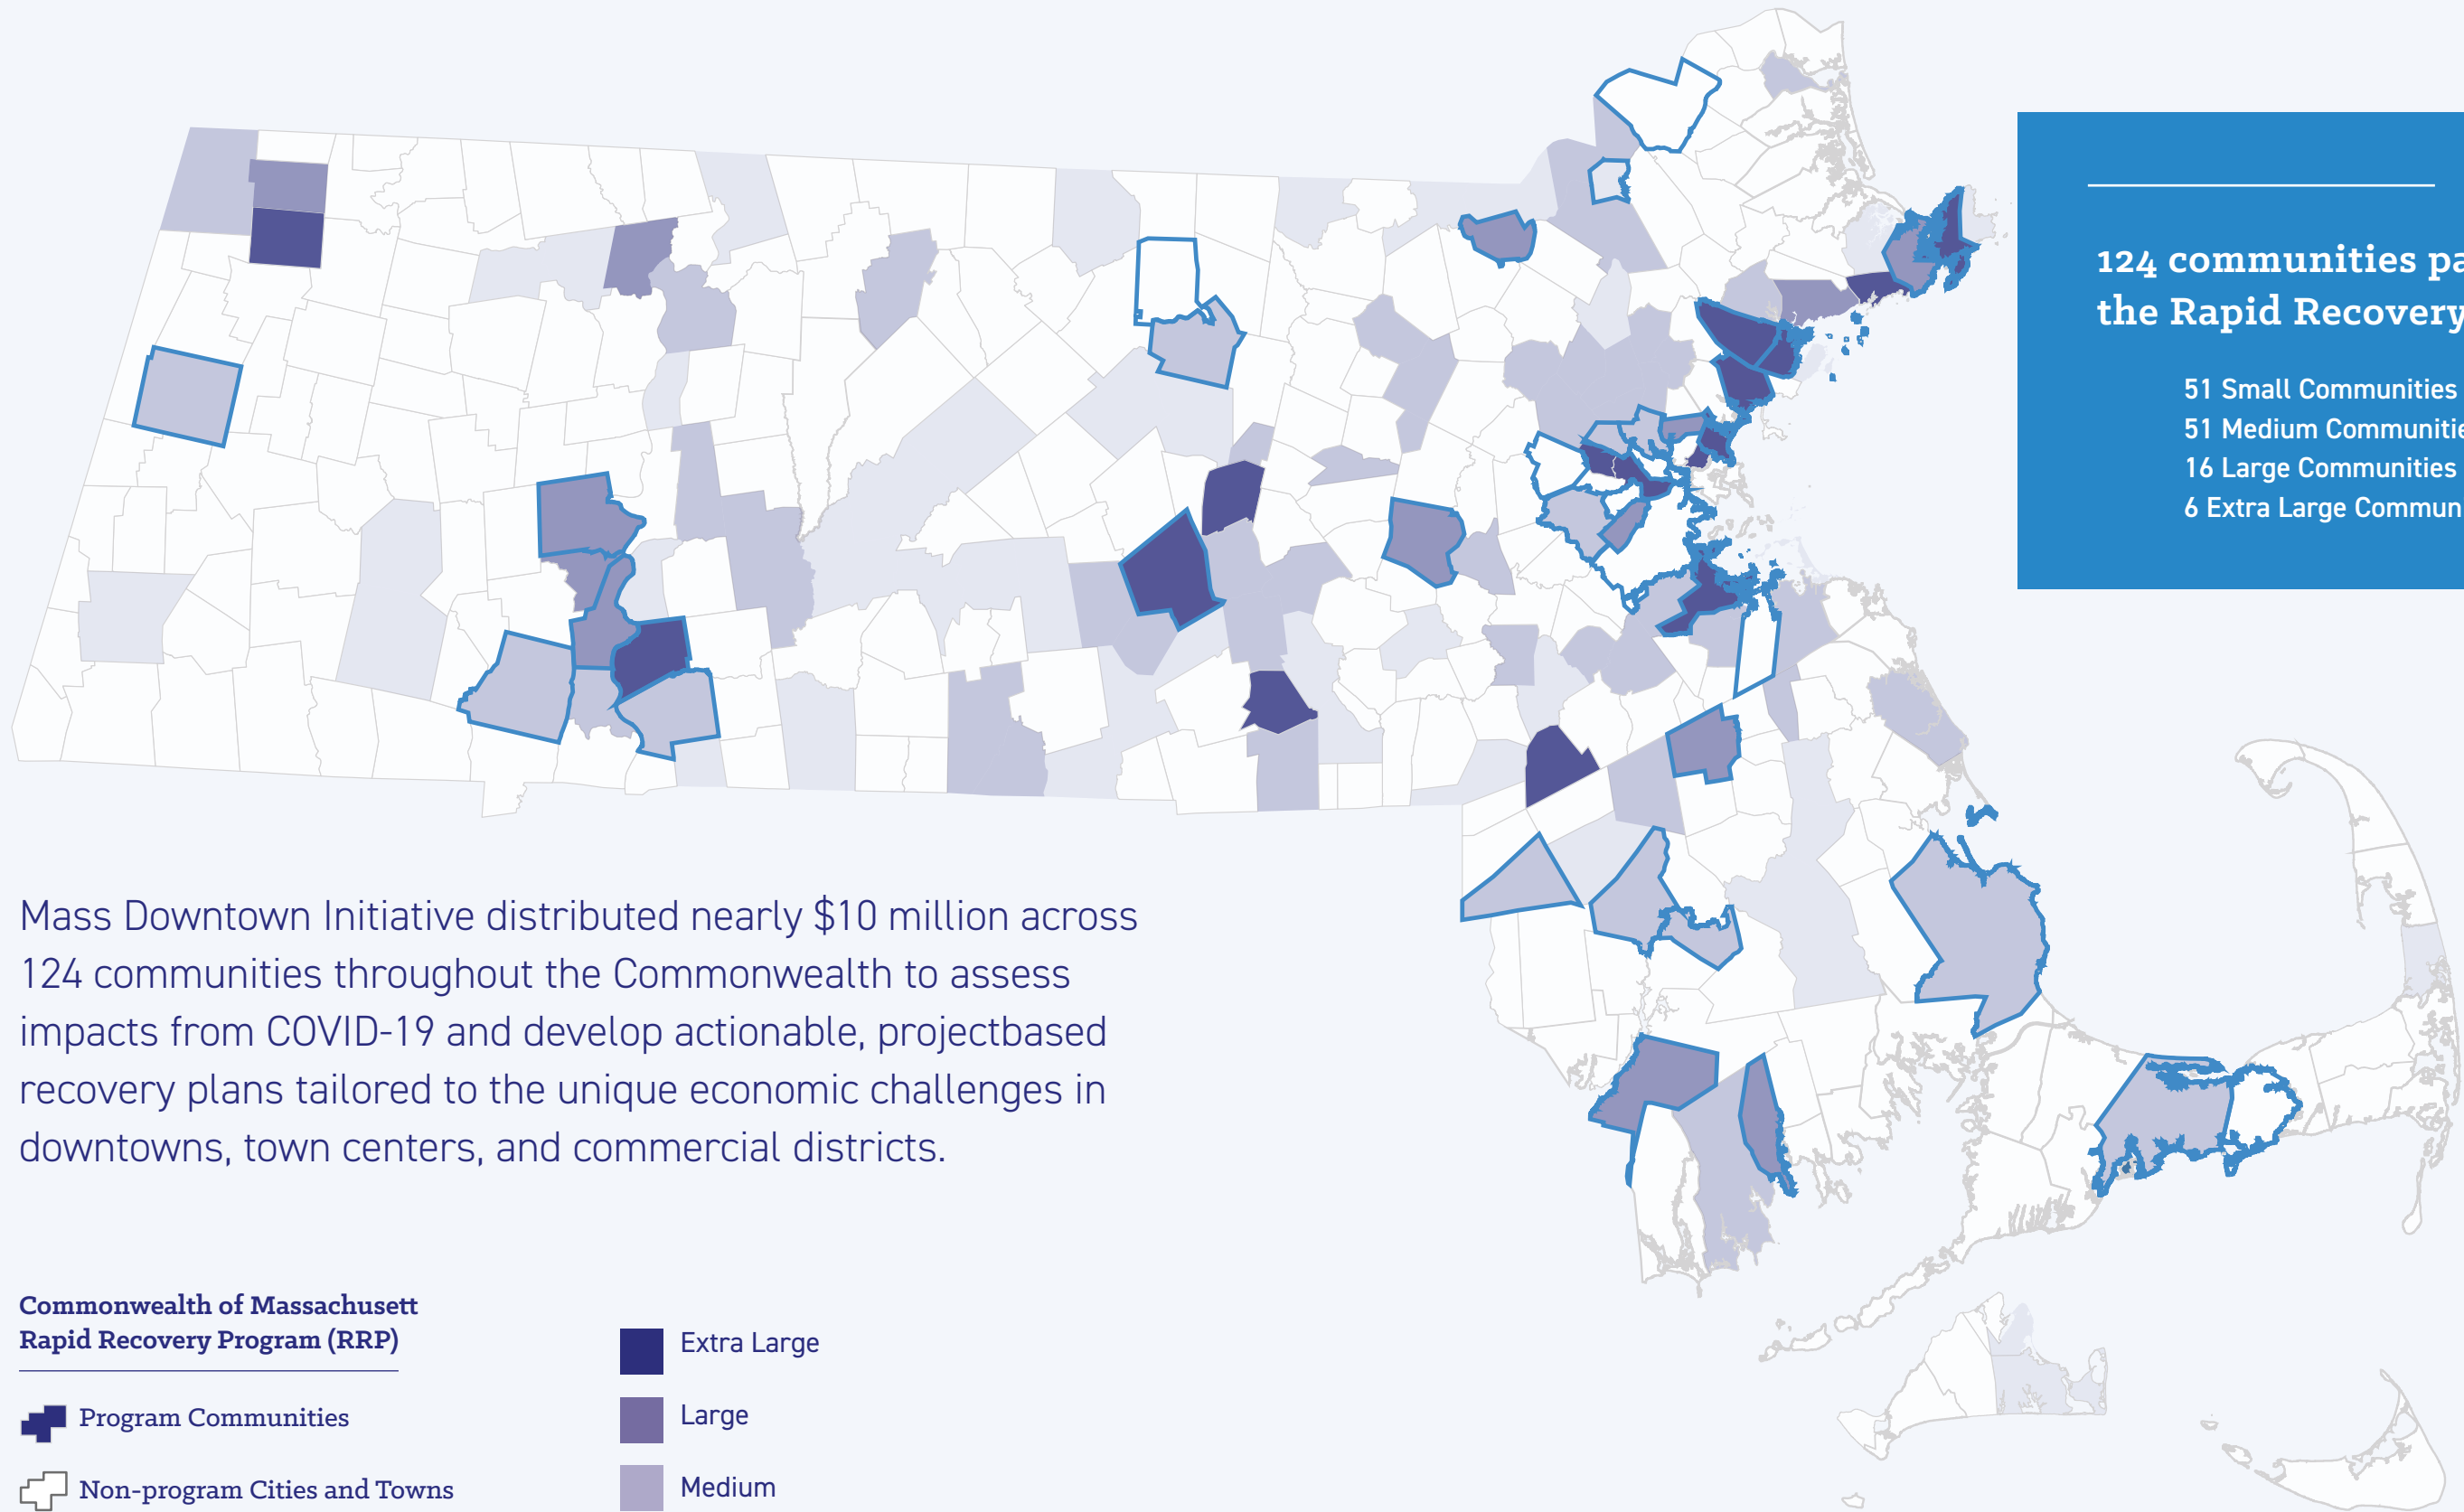 124 communities pa
the Rapid Recovery
51 Small Communities
51 Medium Communitie
16 Large Communities
6 Extra Large Commun
Mass Downtown Initiative distributed nearly $10 million across
124 communities throughout the Commonwealth to assess
impacts from COVID-19 and develop actionable, projectbased
recovery plans tailored to the unique economic challenges in
downtowns, town centers, and commercial districts.
Commonwealth of Massachusett
Rapid Recovery Program (RRP)
Program Communities
Non-program Cities and Towns
Extra Large
Large
Medium